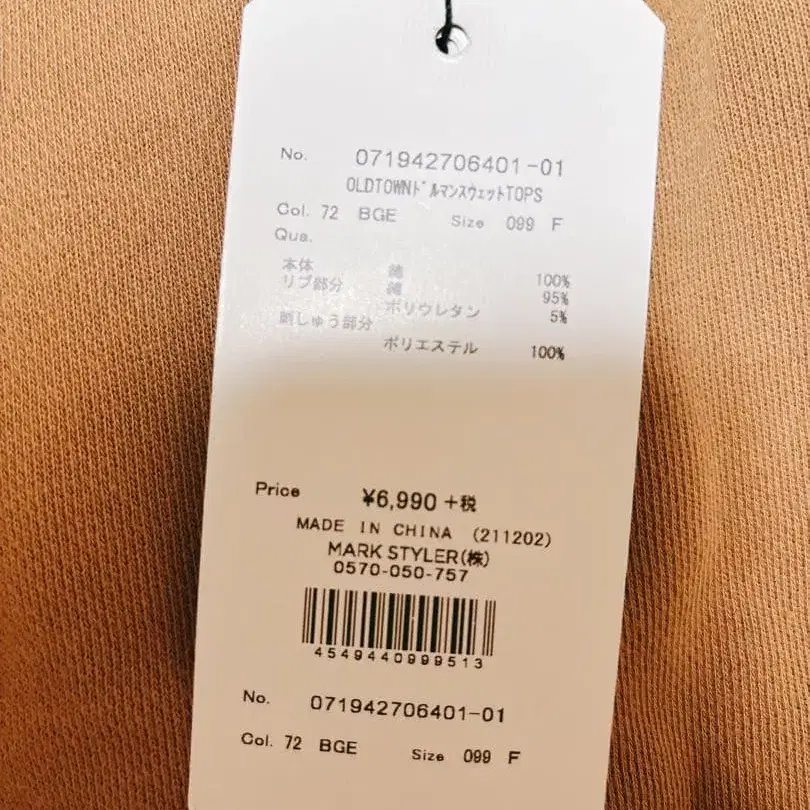 No. 071942706401-01
OLDTOWNﾄﾞﾙﾏﾝｽｳｪｯﾄTOPS
Col. 72 BGE Size 099 F
Qua.
本体 綿 100%
リブ部分 綿 95%
ポリウレタン 5%
刺しゅう部分
ポリエステル 100%
Price ¥6,990 +税
MADE IN CHINA (211202)
MARK STYLER(株)
0570-050-757
4549440999513
No. 071942706401-01
Col. 72 BGE Size 099 F